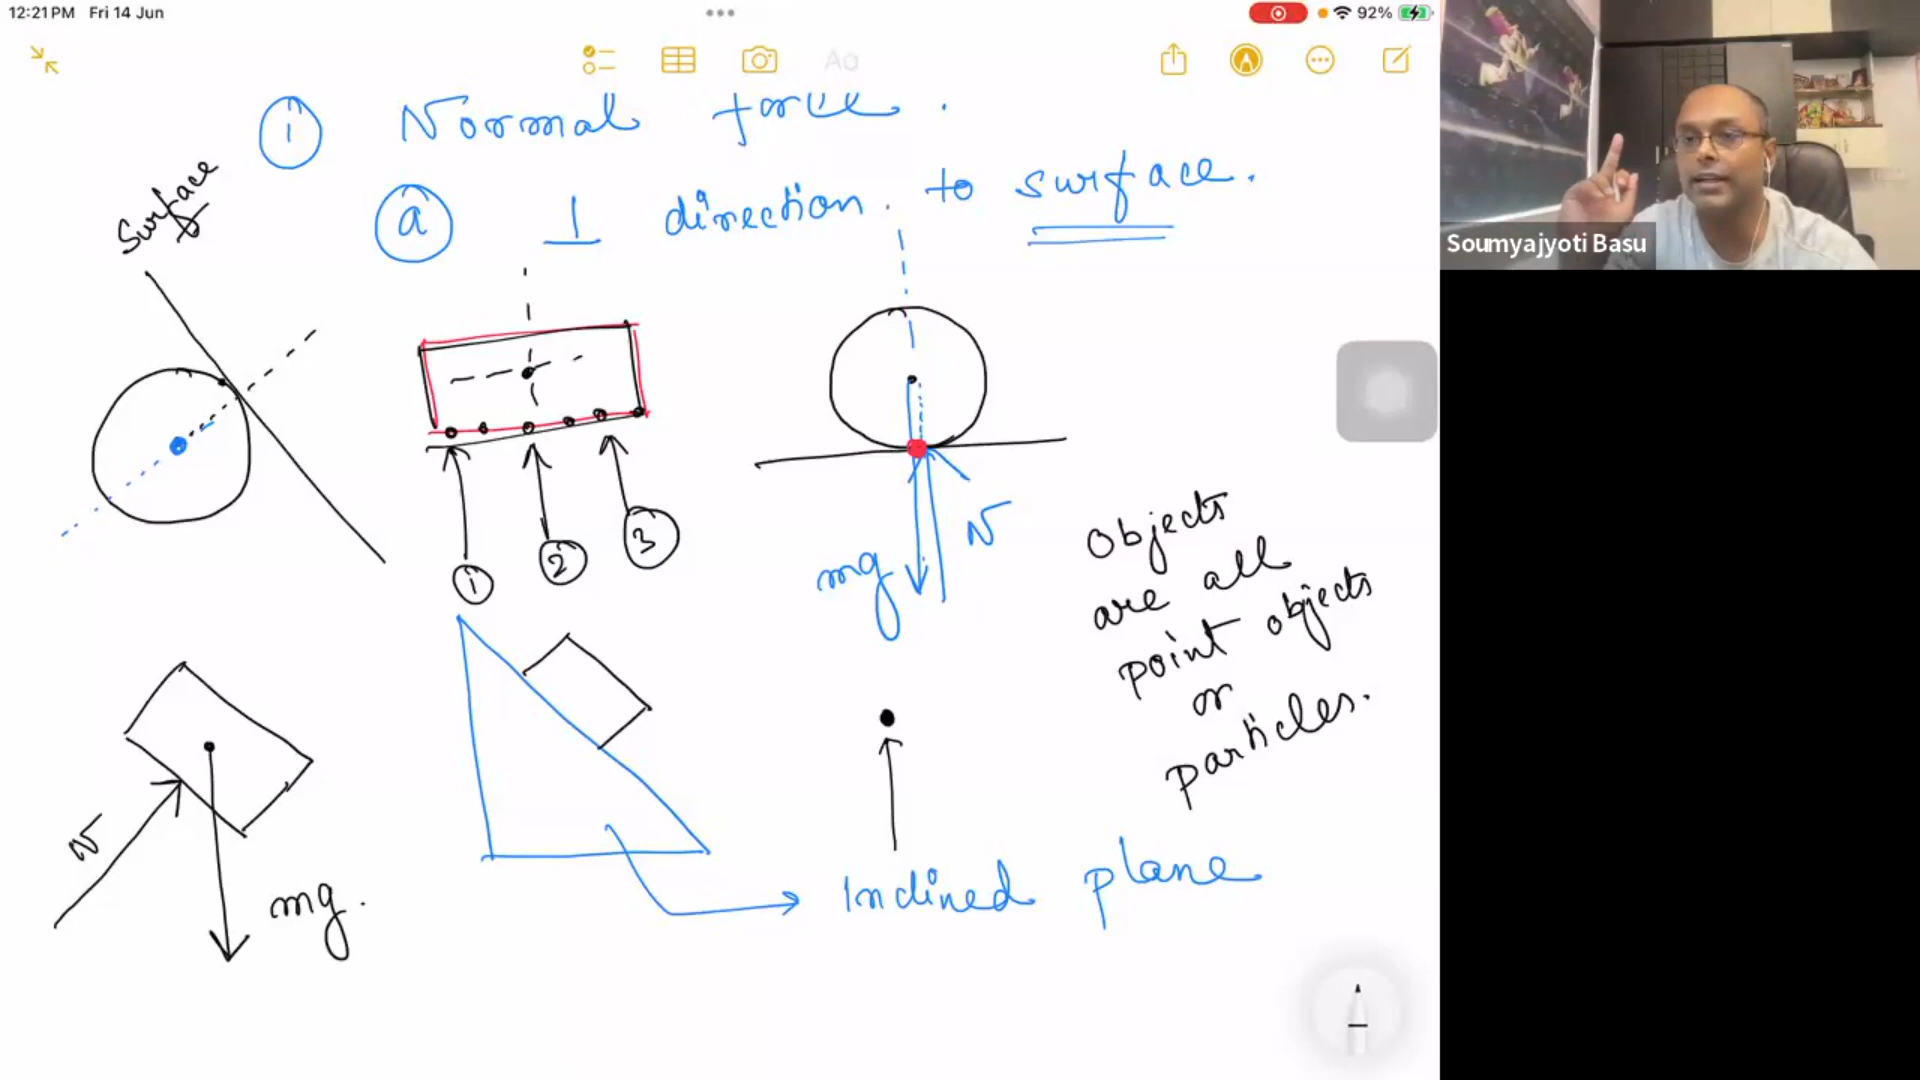 12:21 PM Fri 14 Jun
92%
1 Normal force.
a ⊥ direction to surface.
Soumyajyoti Basu
Surface
Aa
1
2
3
mg
N
Objects
are all
point objects
or
particles.
N
mg.
Inclined plane